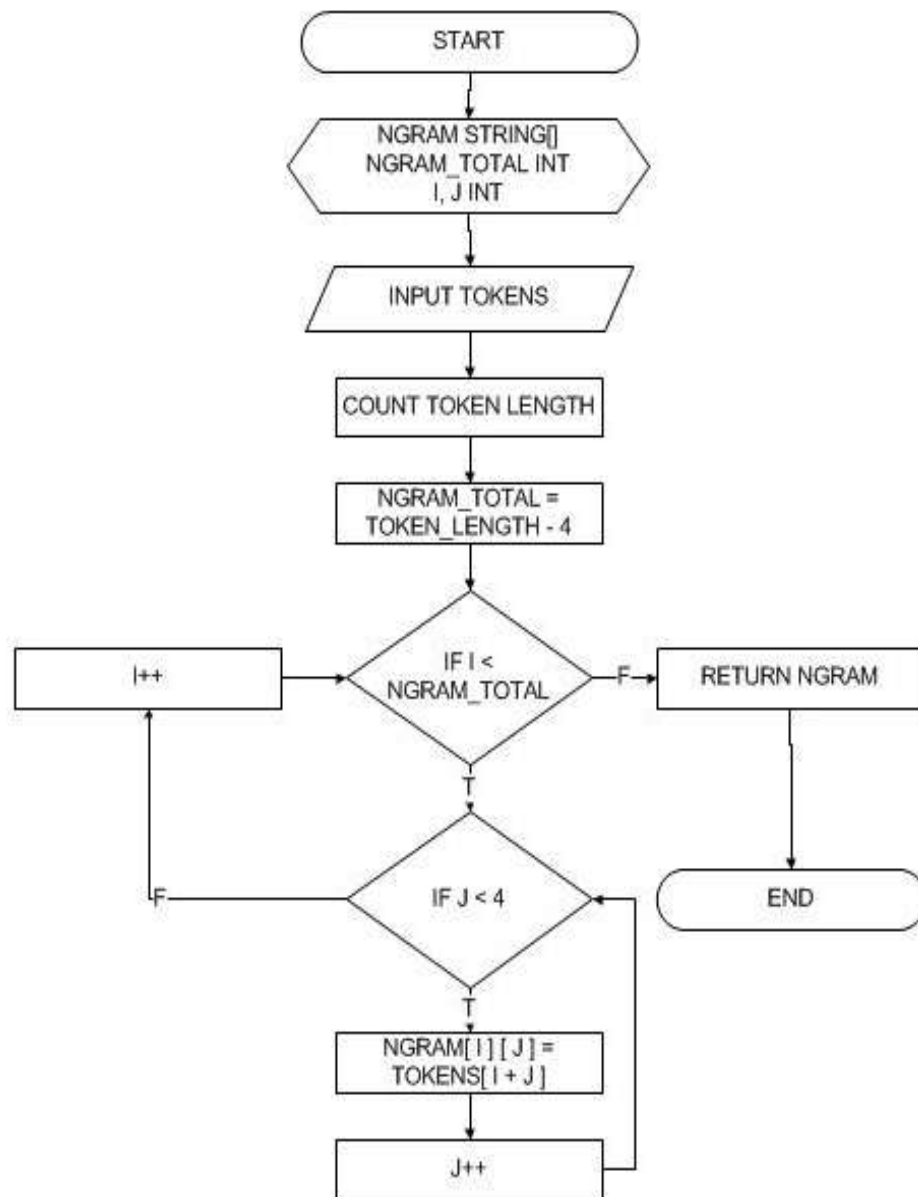 START
NGRAM STRING[]
NGRAM_TOTAL INT
I, J INT
INPUT TOKENS
COUNT TOKEN LENGTH
NGRAM_TOTAL =
TOKEN_LENGTH - 4
IF I <
NGRAM_TOTAL
I++
F
RETURN NGRAM
END
T
IF J < 4
F
T
NGRAM[ I ] [ J ] =
TOKENS[ I + J ]
J++